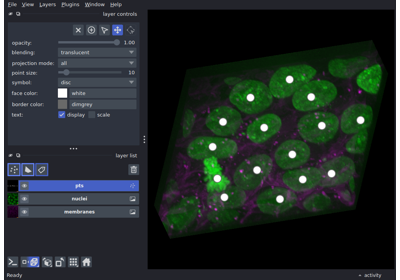 File View Layers Plugins Window Help
layer controls
opacity: 1.00
blending: translucent
projection mode: all
point size: 10
symbol: disc
face color: white
border color: dimgrey
text: display scale
layer list
pts
nuclei
membranes
Ready activity